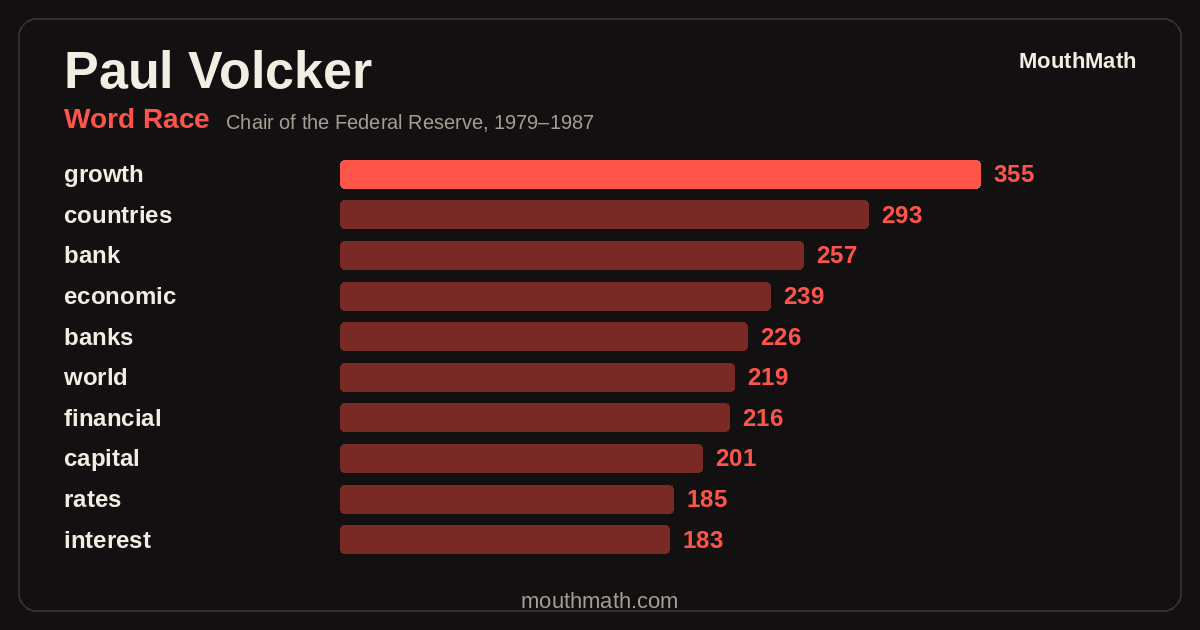 Paul Volcker
MouthMath
Word Race Chair of the Federal Reserve, 1979–1987
growth 355
countries 293
bank 257
economic 239
banks 226
world 219
financial 216
capital 201
rates 185
interest 183
mouthmath.com